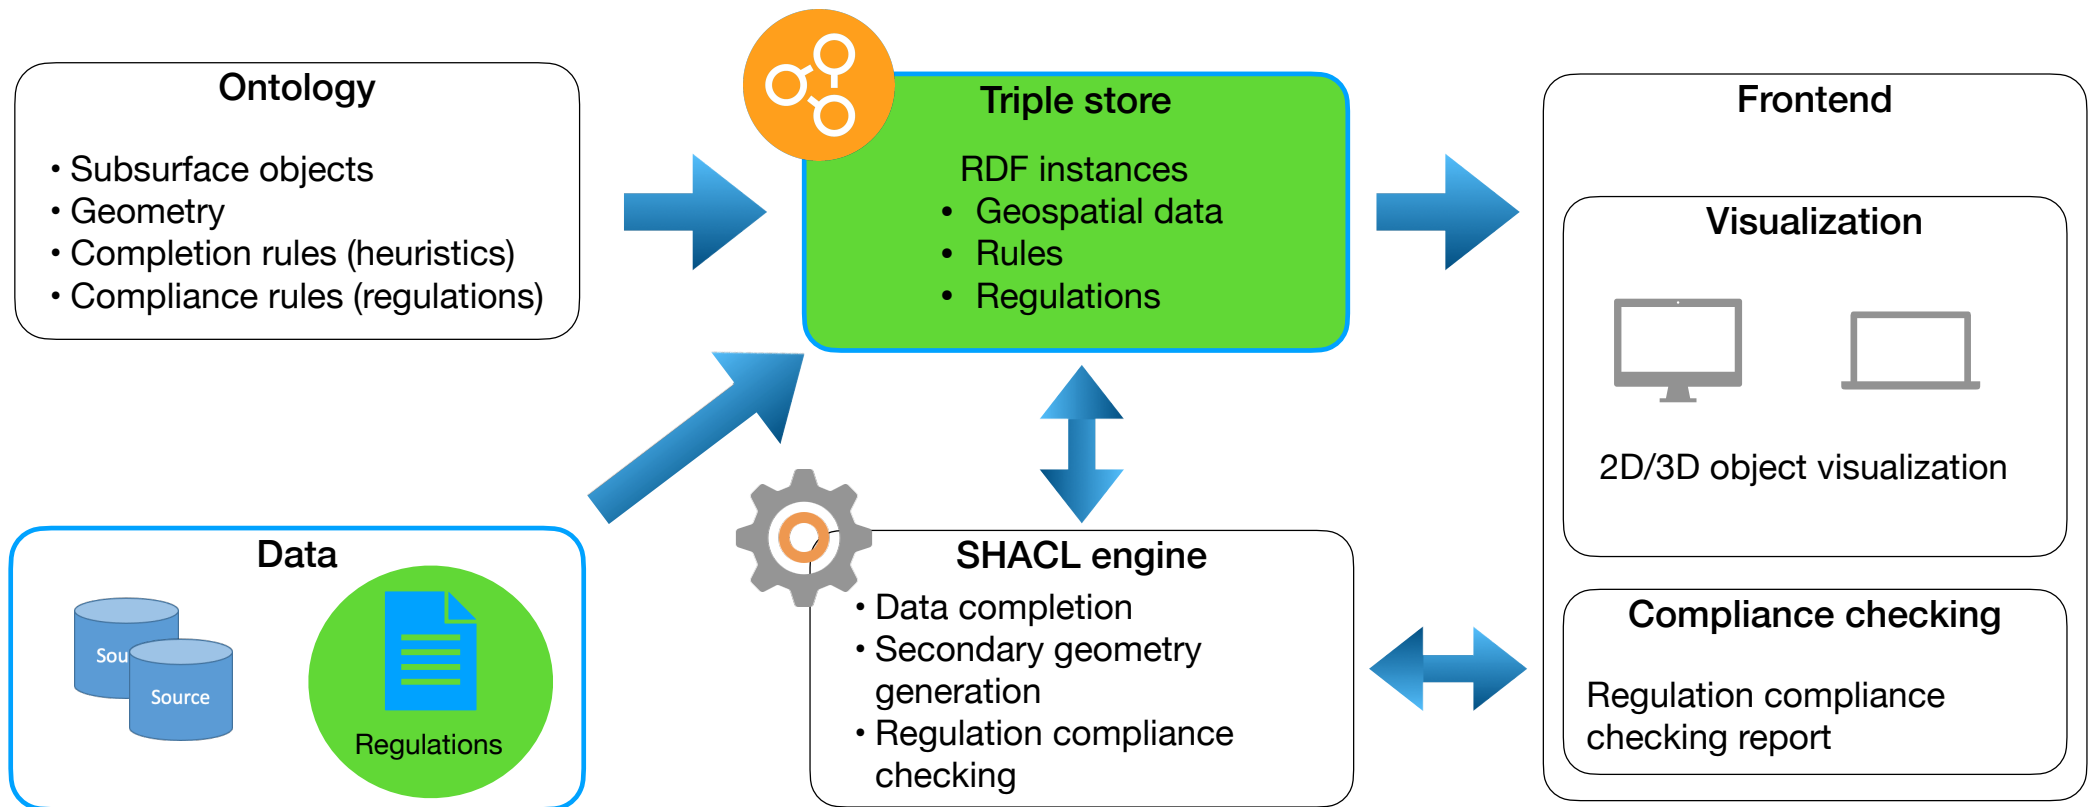 Ontology
• Subsurface objects
• Geometry
• Completion rules (heuristics)
• Compliance rules (regulations)
Triple store
RDF instances
• Geospatial data
• Rules
• Regulations
Frontend
Visualization
2D/3D object visualization
Compliance checking
Regulation compliance
checking report
Data
Sou
Source
Regulations
SHACL engine
• Data completion
• Secondary geometry
generation
• Regulation compliance
checking